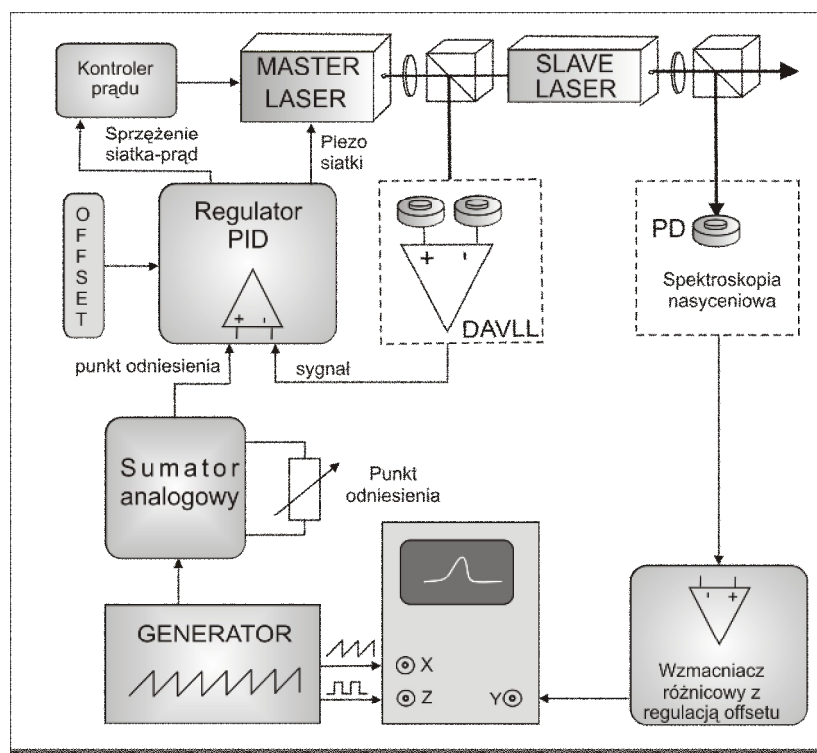 Kontroler
prądu
MASTER
LASER
SLAVE
LASER
Sprzężenie
siatka-prąd
Piezo
siatki
OFFSET
Regulator
PID
+ -
+ -
DAVLL
PD
Spektroskopia
nasyceniowa
punkt odniesienia
sygnał
Sumator
analogowy
Punkt
odniesienia
GENERATOR
X
Z
Y
- +
Wzmacniacz
różnicowy z
regulacją offsetu